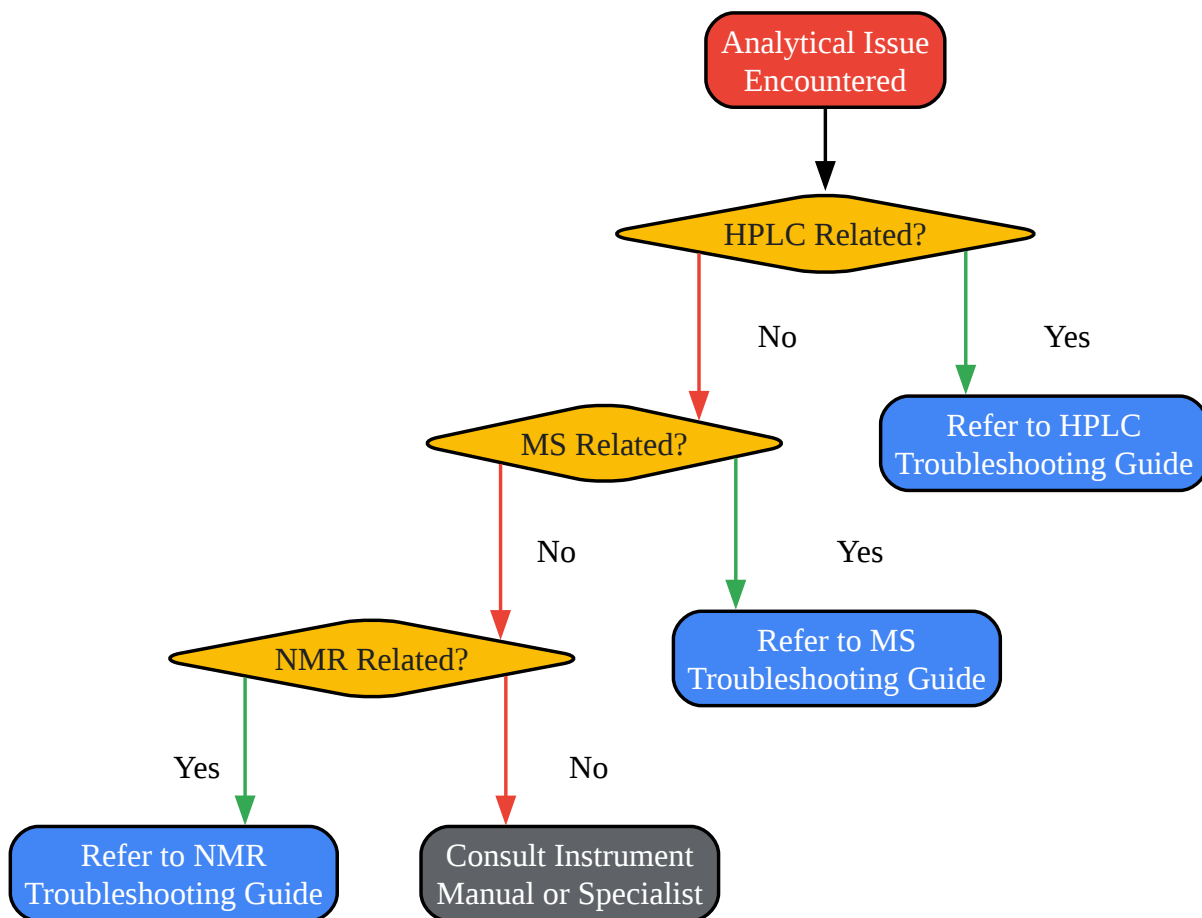 Analytical Issue
Encountered
HPLC Related?
No
Yes
Refer to HPLC
Troubleshooting Guide
MS Related?
No
Yes
Refer to MS
Troubleshooting Guide
NMR Related?
Yes
No
Refer to NMR
Troubleshooting Guide
Consult Instrument
Manual or Specialist